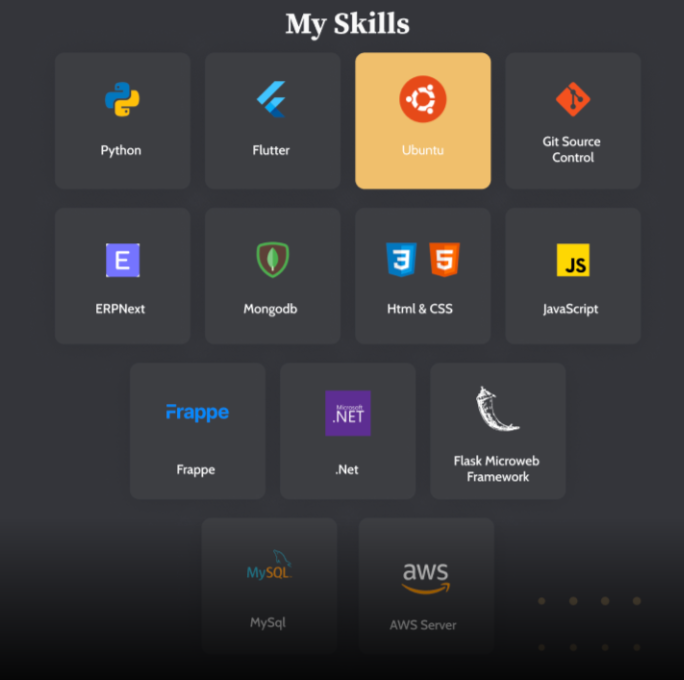 My Skills
Python
Flutter
Ubuntu
Git Source
Control
E
3
5
JS
ERPNext
Mongodb
Html & CSS
JavaScript
Frappe
Microsoft
.NET
Frappe
.Net
Flask Microweb
Framework
MySQL
aws
MySql
AWS Server